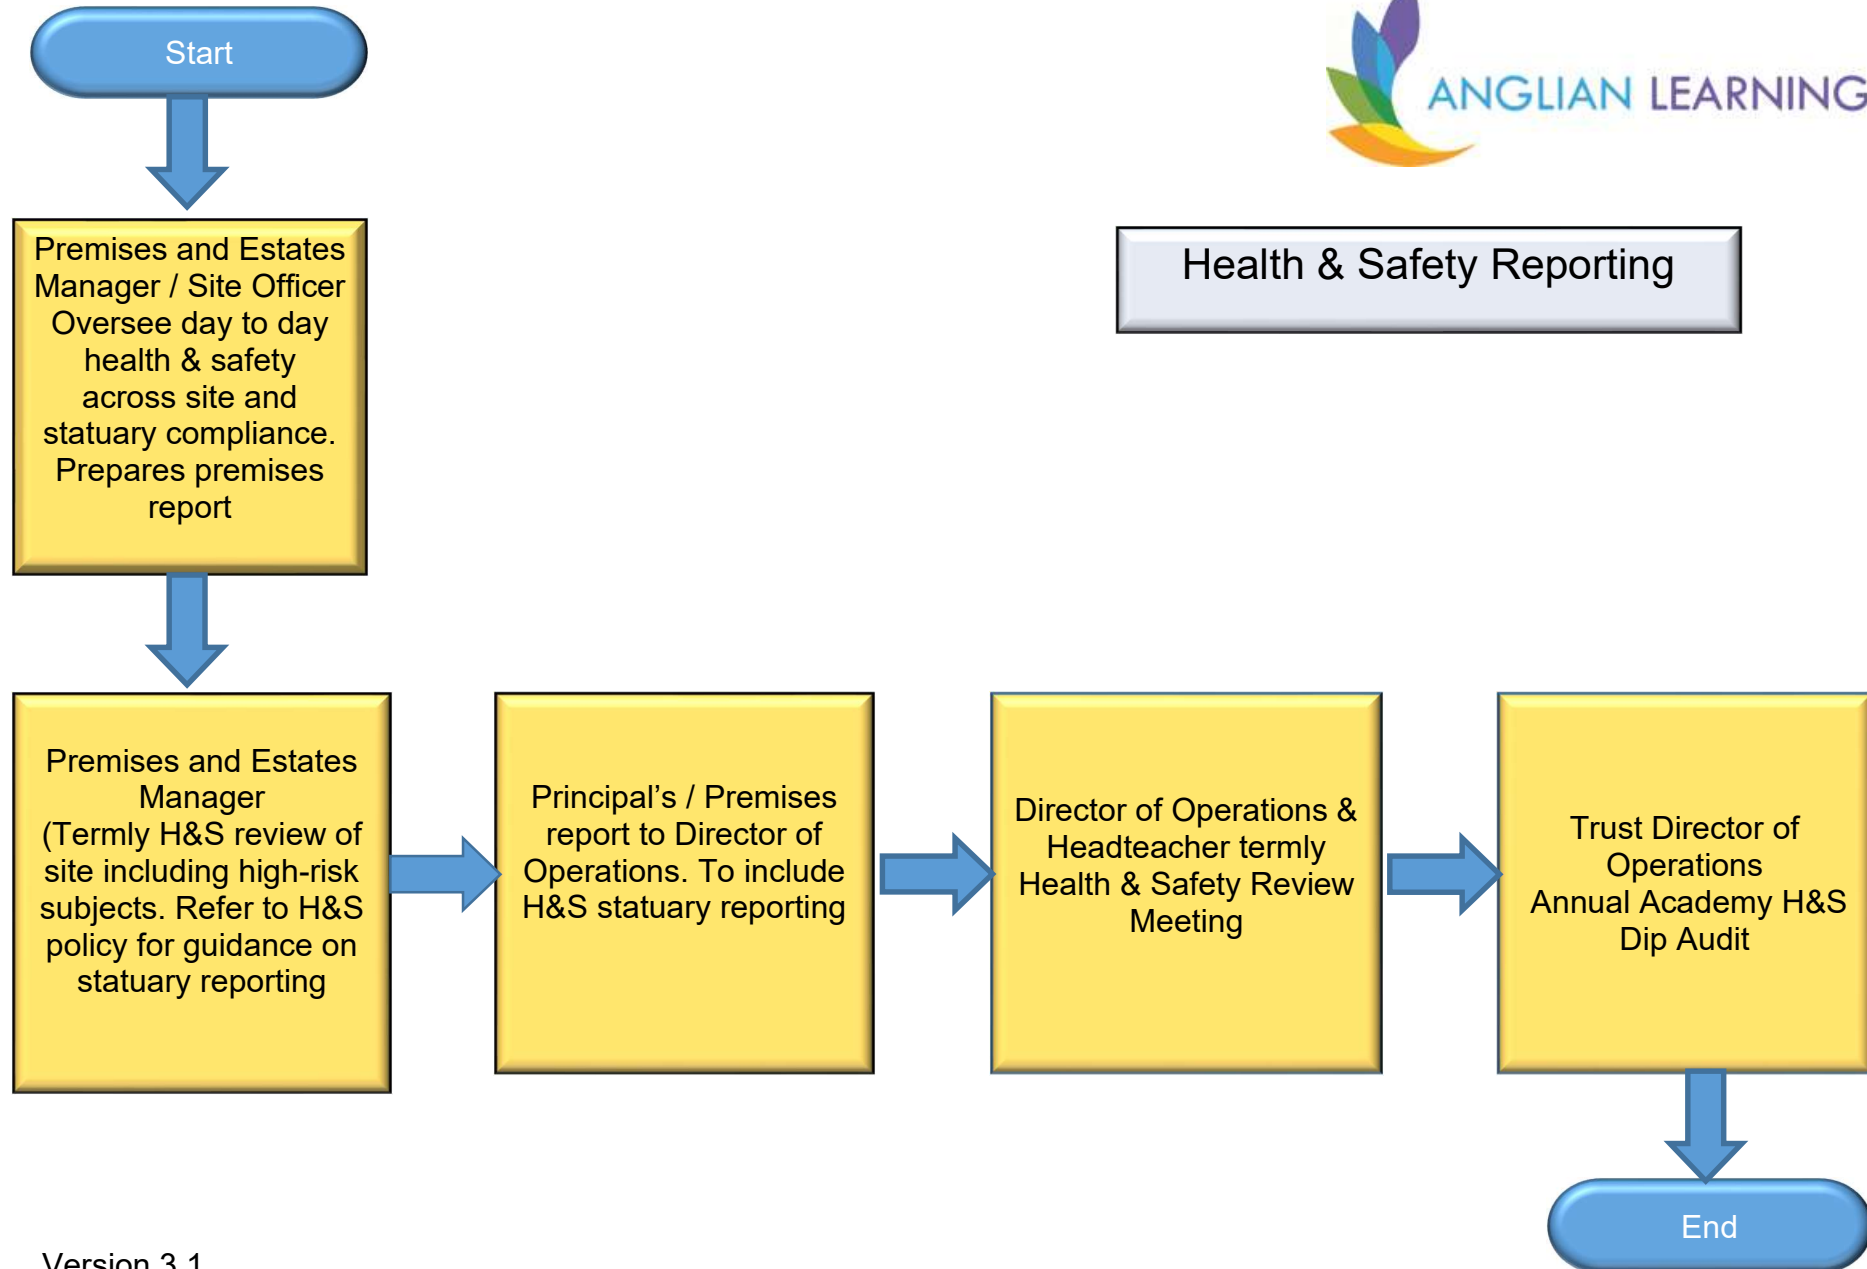 Start
ANGLIAN LEARNING
Health & Safety Reporting
Premises and Estates
Manager / Site Officer
Oversee day to day
health & safety
across site and
statuary compliance.
Prepares premises
report
Premises and Estates
Manager
(Termly H&S review of
site including high-risk
subjects. Refer to H&S
policy for guidance on
statuary reporting
Principal’s / Premises
report to Director of
Operations. To include
H&S statuary reporting
Director of Operations &
Headteacher termly
Health & Safety Review
Meeting
Trust Director of
Operations
Annual Academy H&S
Dip Audit
End
Version 3.1